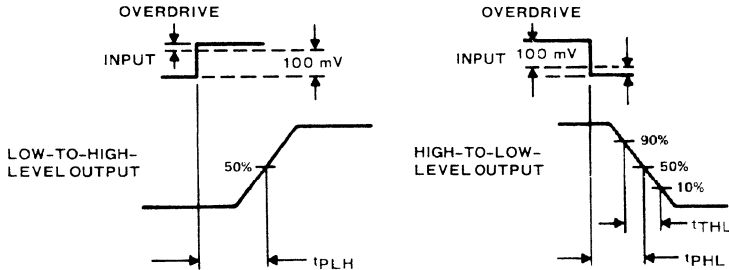 OVERDRIVE
INPUT
100 mV
LOW-TO-HIGH-
LEVEL OUTPUT
50%
tPLH
OVERDRIVE
INPUT
100 mV
HIGH-TO-LOW-
LEVEL OUTPUT
90%
50%
10%
tTHL
tPHL